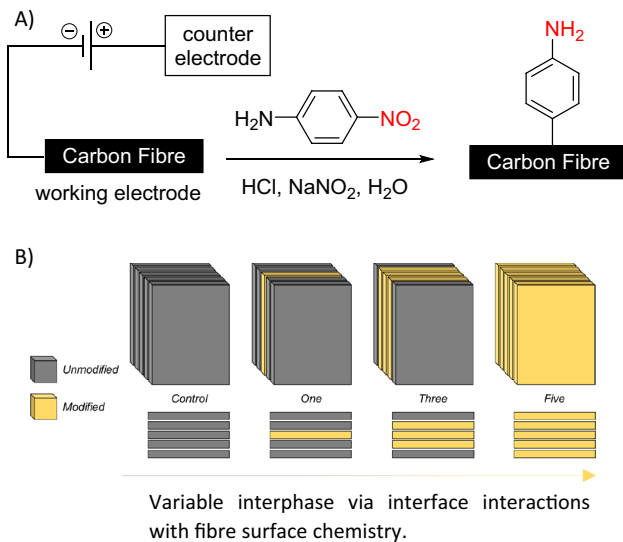 A)
⊖ ⊕
counter
electrode
NH₂
H₂N
NO₂
Carbon Fibre
working electrode
HCl, NaNO₂, H₂O
Carbon Fibre
B)
Unmodified
Modified
Control One Three Five
Variable interphase via interface interactions
with fibre surface chemistry.